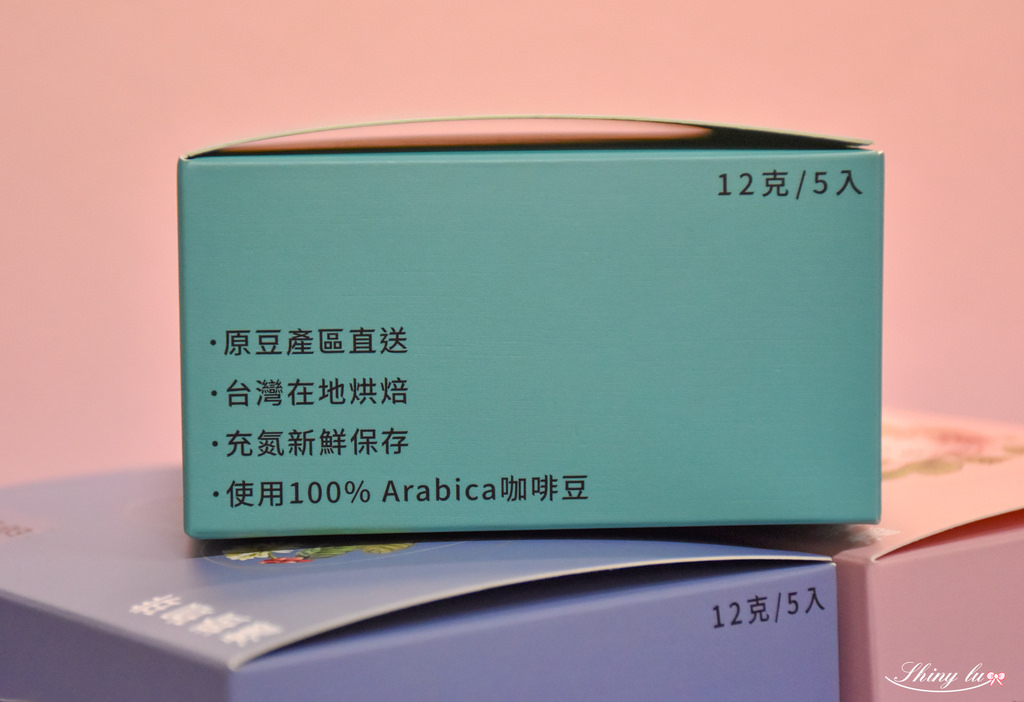 12克/5入
·原豆產區直送
·台灣在地烘焙
·充氮新鮮保存
·使用100% Arabica咖啡豆
12克/5入
Shiny lu